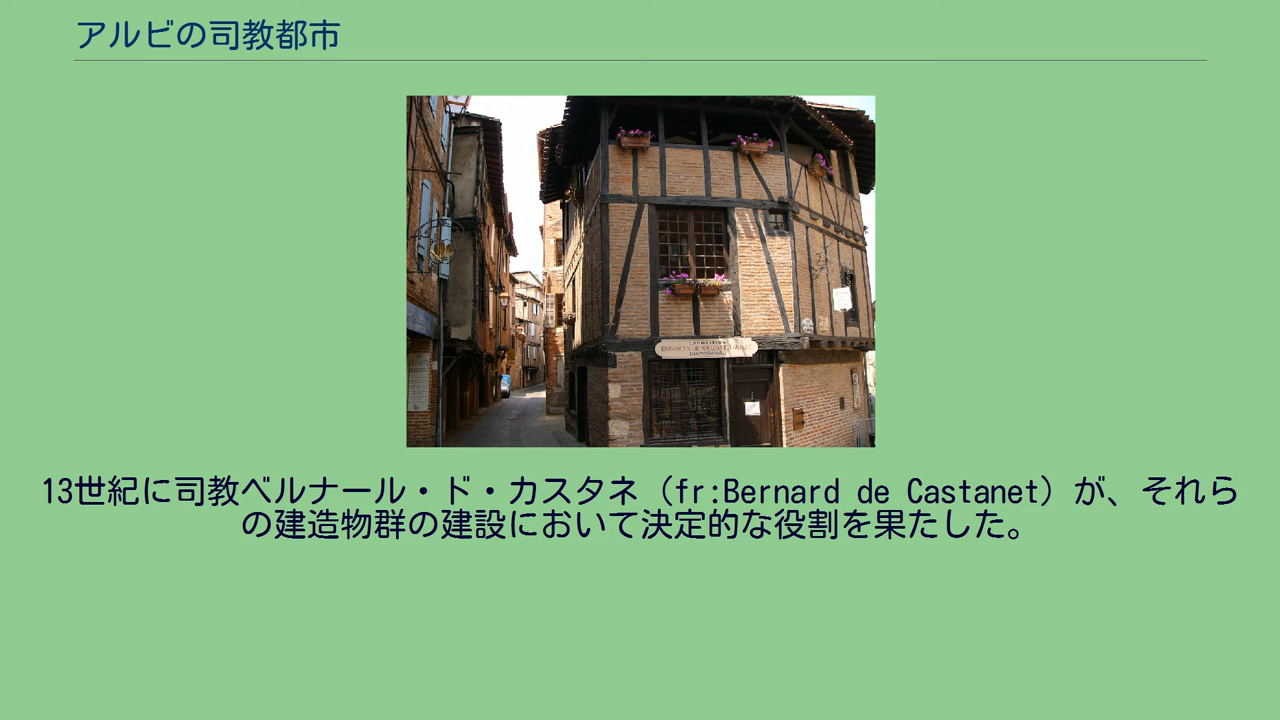 アルビの司教都市
13世紀に司教ベルナール・ド・カスタネ（fr:Bernard de Castanet）が、それら
の建造物群の建設において決定的な役割を果たした。